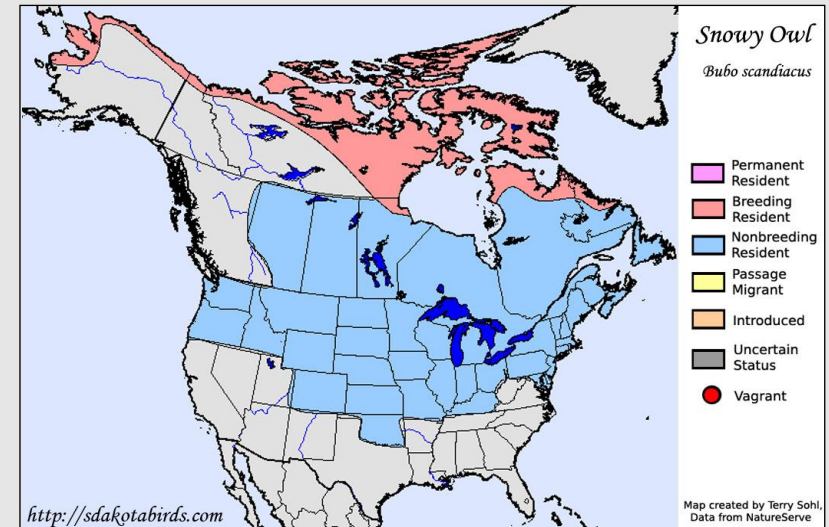 Snowy Owl
Bubo scandiacus
Permanent
Resident
Breeding
Resident
Nonbreeding
Resident
Passage
Migrant
Introduced
Uncertain
Status
Vagrant
http://sdakotabirds.com
Map created by Terry Sohl,
Data from NatureServe